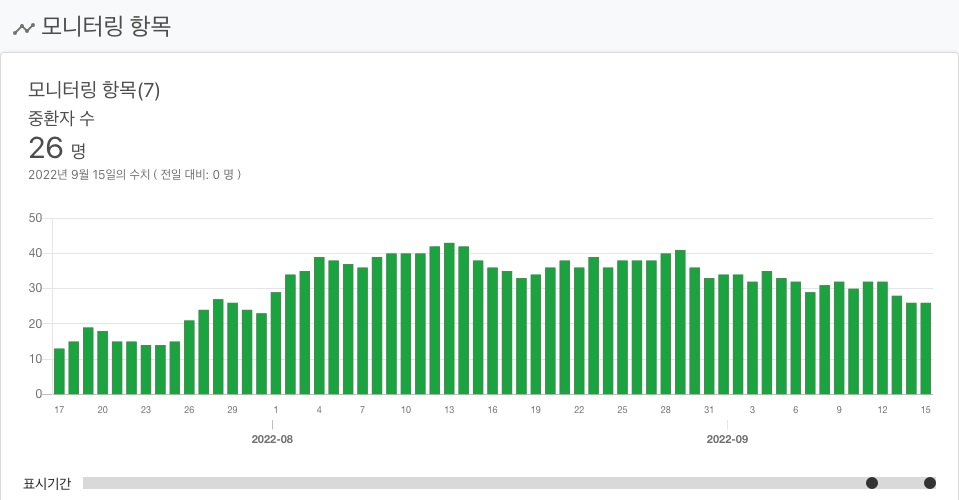 모니터링 항목
모니터링 항목(7)
중환자 수
26 명
2022년 9월 15일의 수치 ( 전일 대비: 0 명 )
50
40
30
20
10
0
17 20 23 26 29 1 4 7 10 13 16 19 22 25 28 31 3 6 9 12 15
2022-08 2022-09
표시기간